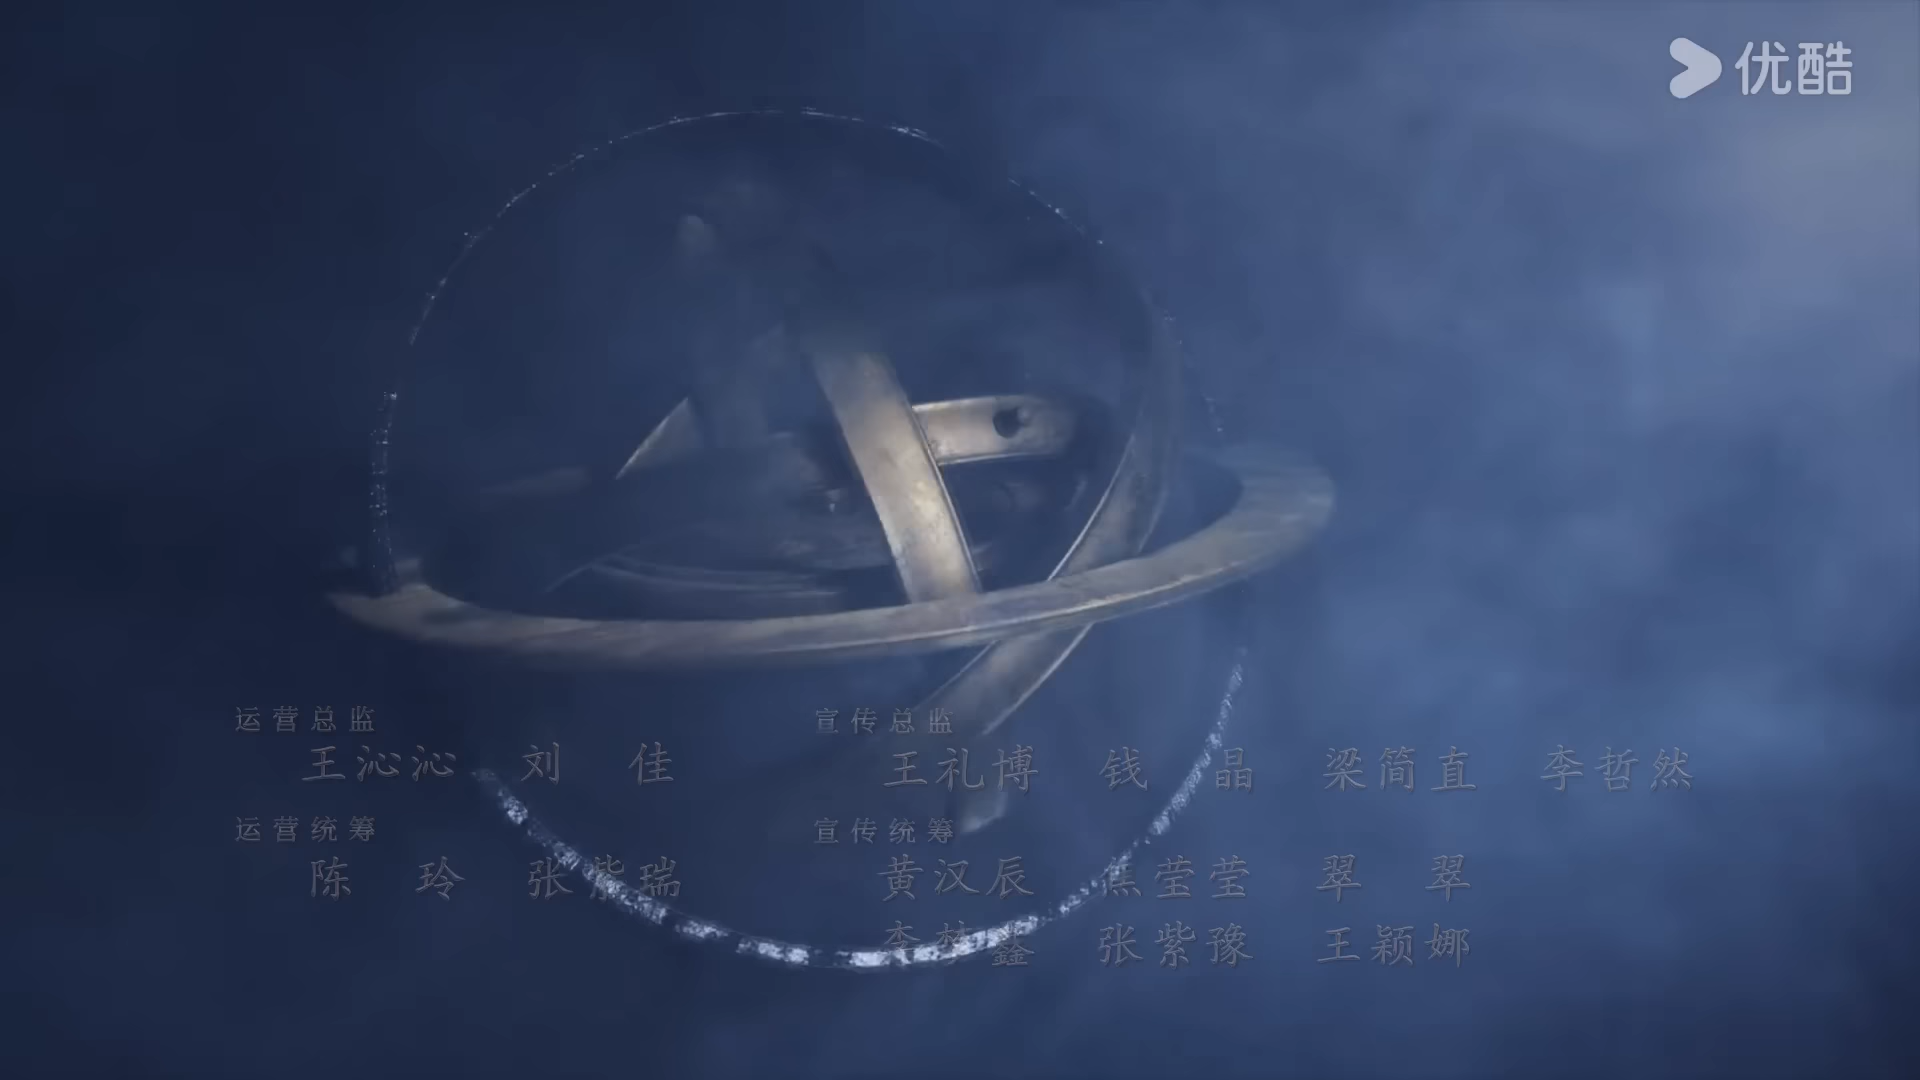 优酷
运营总监
王沁沁 刘佳
运营统筹
陈玲 张紫瑞
宣传总监
王礼博 钱晶 梁简直 李哲然
宣传统筹
黄汉辰 焦莹莹 翠翠
李梦鑫 张紫豫 王颖娜